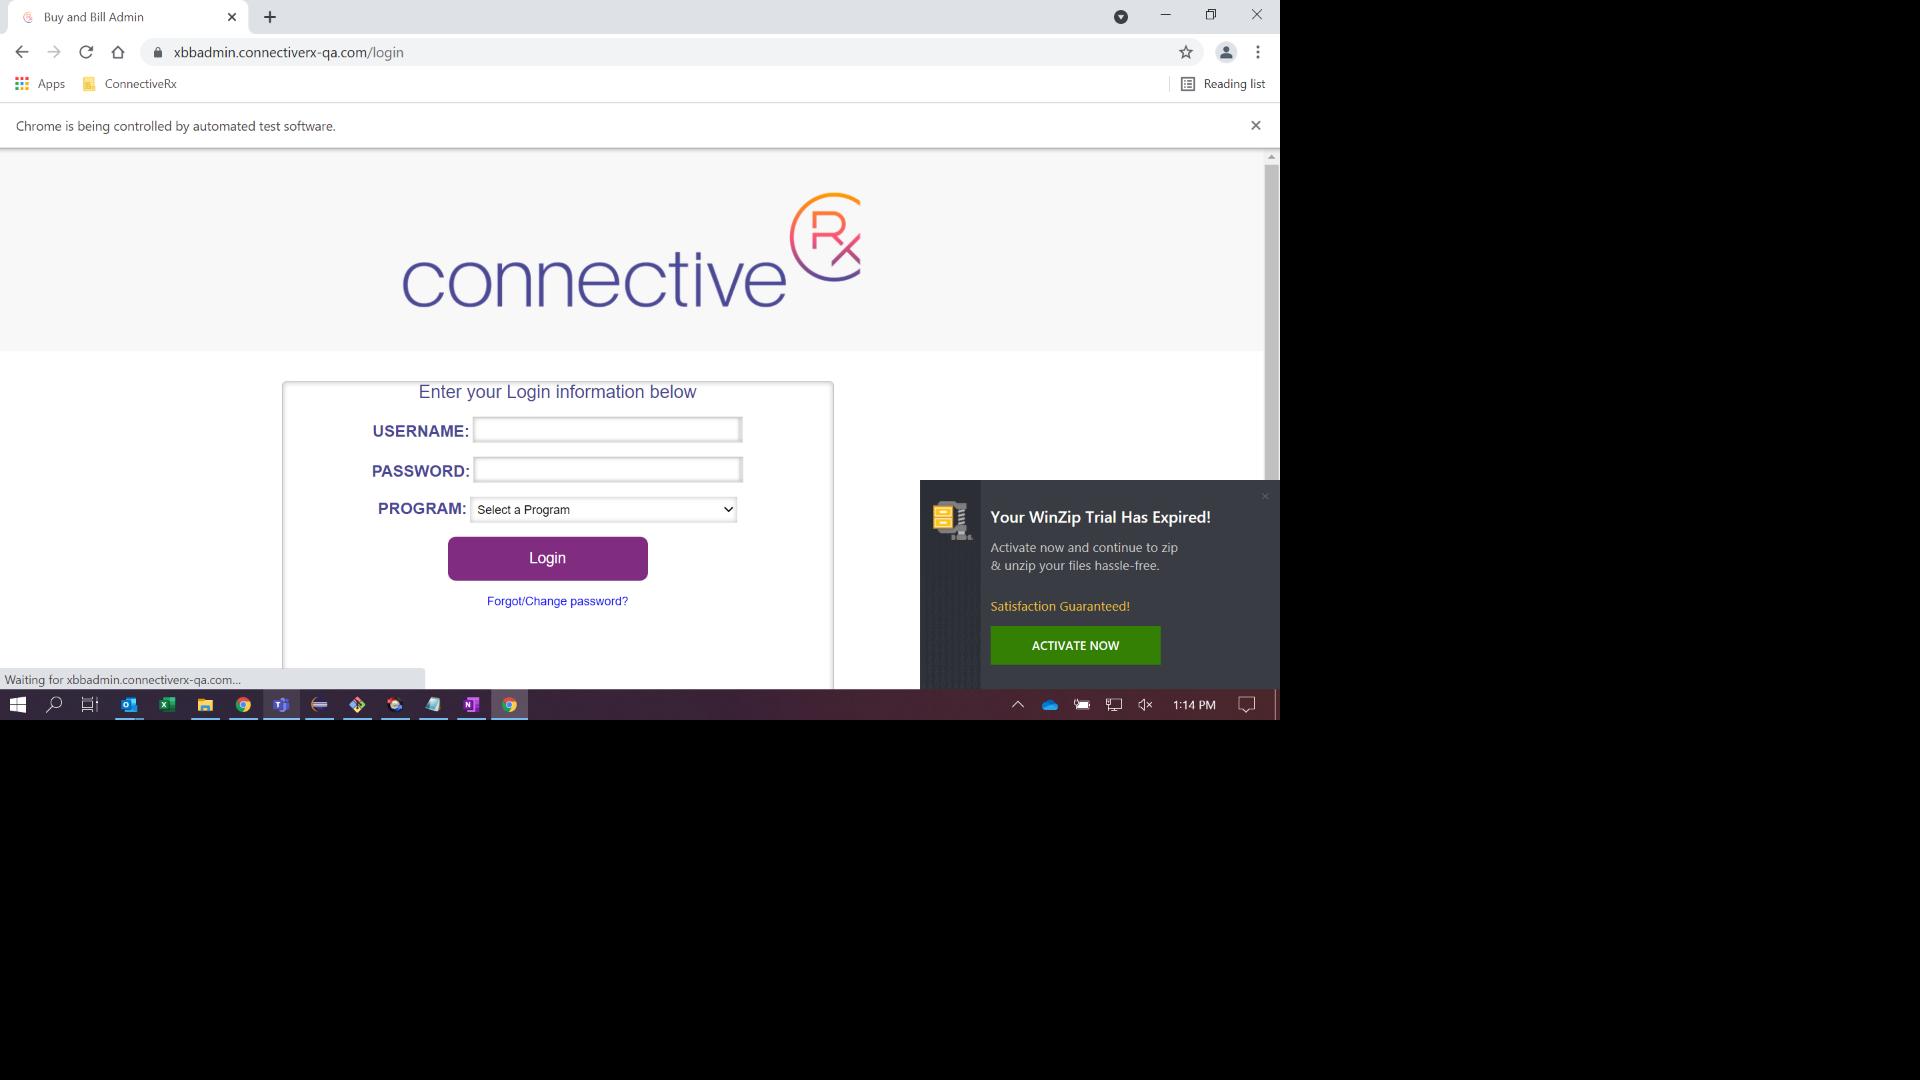 Buy and Bill Admin
xbbadmin.connectiverx-qa.com/login
Apps
ConnectiveRx
Reading list
Chrome is being controlled by automated test software.
connective Rx
Enter your Login information below
USERNAME:
PASSWORD:
PROGRAM: Select a Program
Login
Forgot/Change password?
Your WinZip Trial Has Expired!
Activate now and continue to zip
& unzip your files hassle-free.
Satisfaction Guaranteed!
ACTIVATE NOW
Waiting for xbbadmin.connectiverx-qa.com...
1:14 PM